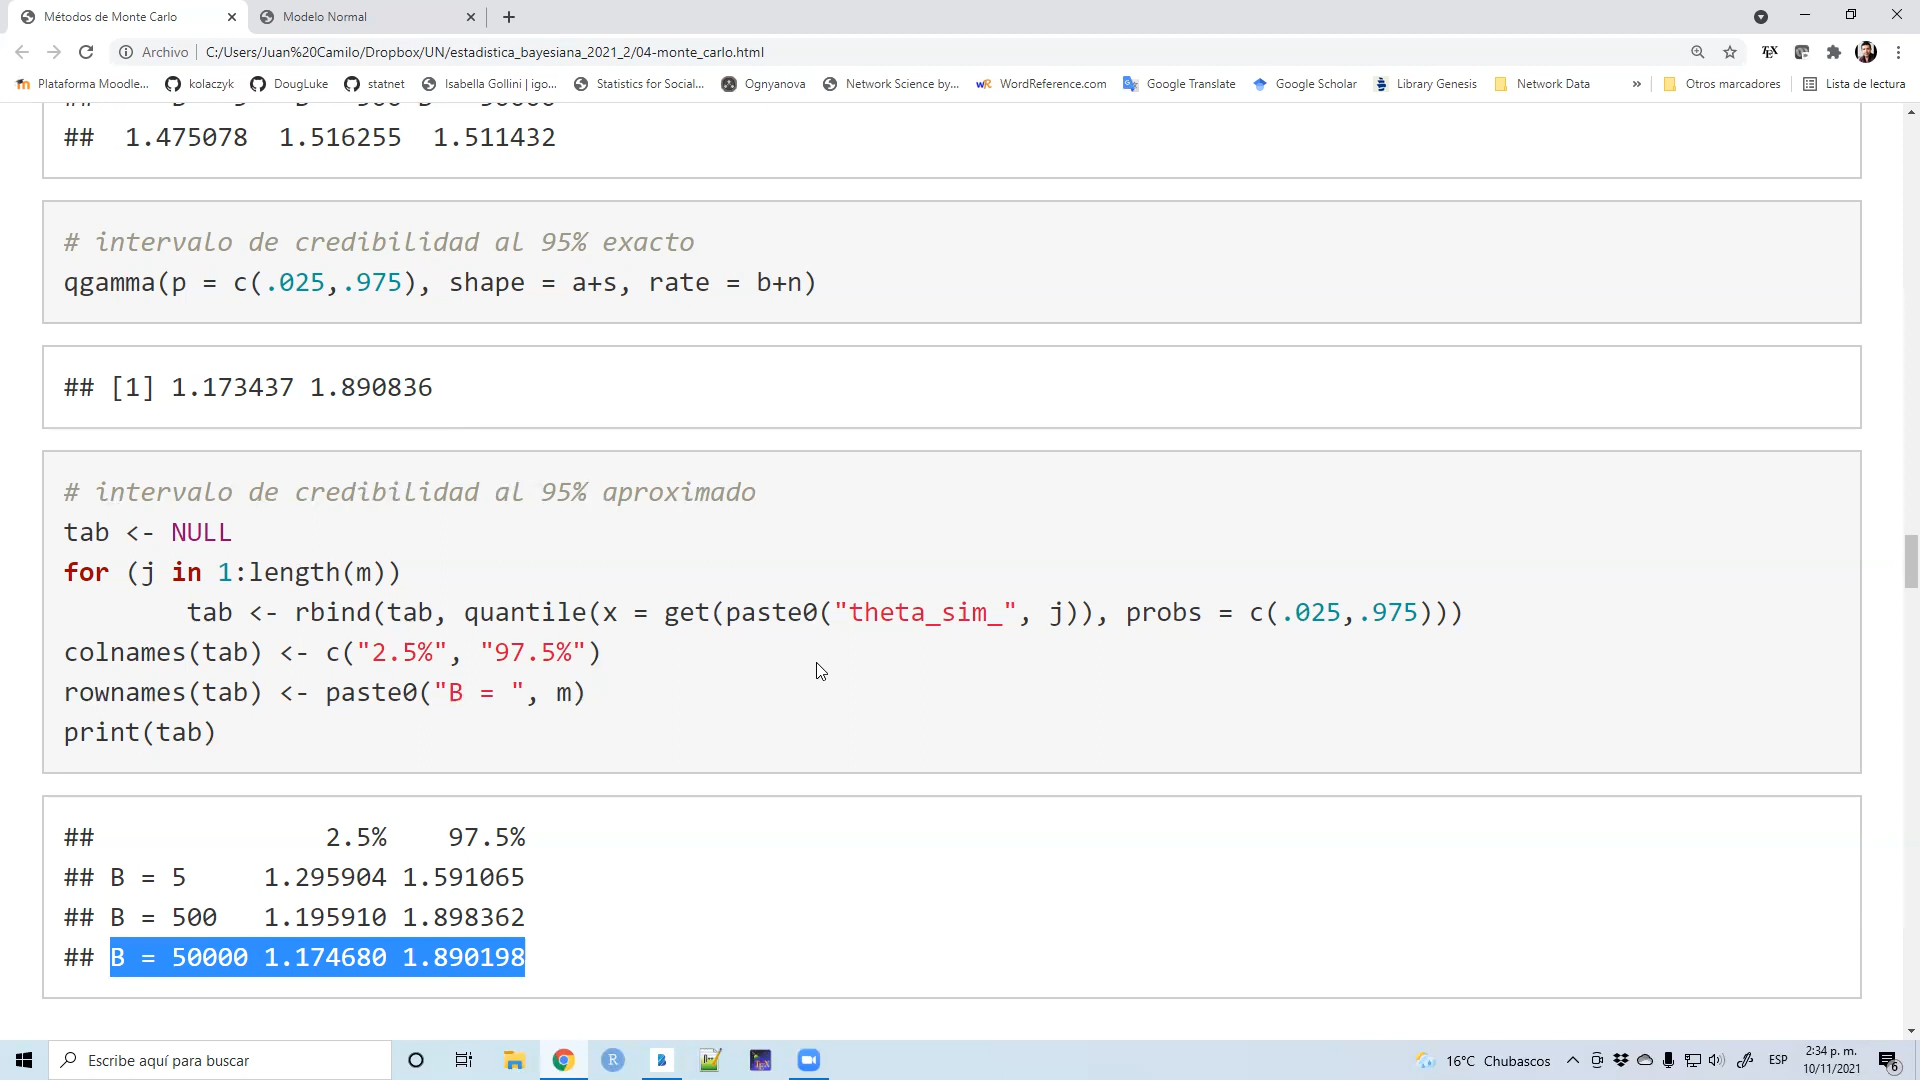 Métodos de Monte Carlo
Modelo Normal
Archivo C:/Users/Juan%20Camilo/Dropbox/UN/estadistica_bayesiana_2021_2/04-monte_carlo.html
Plataforma Moodle... kolaczyk DougLuke statnet Isabella Gollini | igo... Statistics for Social... Ognyanova Network Science by... WordReference.com Google Translate Google Scholar Library Genesis Network Data » Otros marcadores Lista de lectura
## 1.475078 1.516255 1.511432
# intervalo de credibilidad al 95% exacto
qgamma(p = c(.025,.975), shape = a+s, rate = b+n)
## [1] 1.173437 1.890836
# intervalo de credibilidad al 95% aproximado
tab <- NULL
for (j in 1:length(m))
tab <- rbind(tab, quantile(x = get(paste0("theta_sim_", j)), probs = c(.025,.975)))
colnames(tab) <- c("2.5%", "97.5%")
rownames(tab) <- paste0("B = ", m)
print(tab)
## 2.5% 97.5%
## B = 5 1.295904 1.591065
## B = 500 1.195910 1.898362
## B = 50000 1.174680 1.890198
Escribe aquí para buscar
16°C Chubascos
ESP
2:34 p. m.
10/11/2021
6